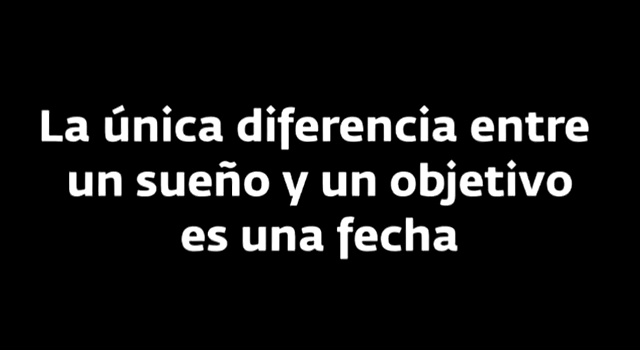 La única diferencia entre
un sueño y un objetivo
es una fecha